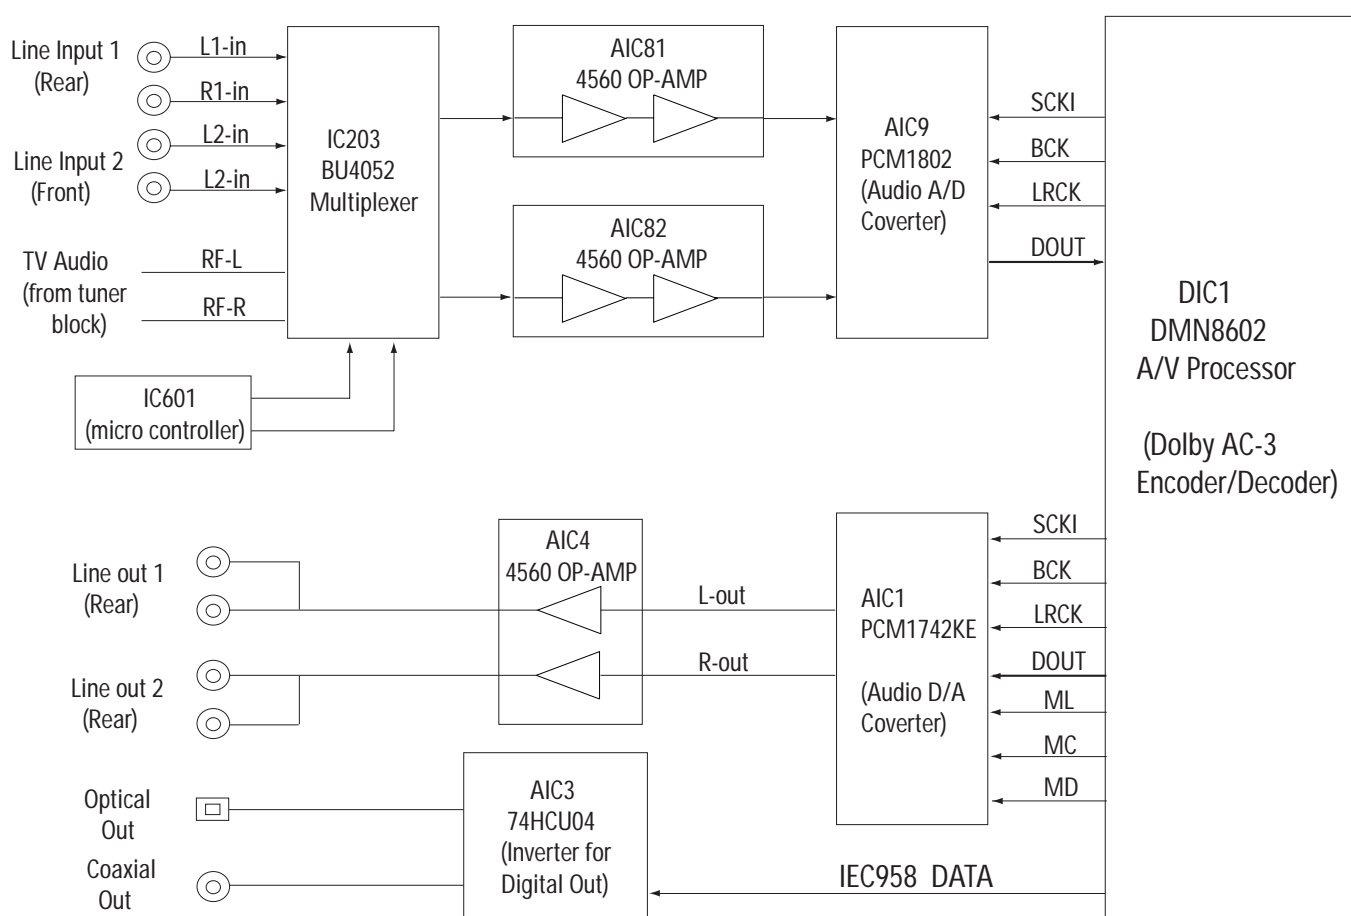 Line Input 1
(Rear)
L1-in
R1-in
Line Input 2
(Front)
L2-in
L2-in
TV Audio
(from tuner
block)
RF-L
RF-R
IC203
BU4052
Multiplexer
IC601
(micro controller)
AIC81
4560 OP-AMP
AIC82
4560 OP-AMP
AIC9
PCM1802
(Audio A/D
Coverter)
SCKI
BCK
LRCK
DOUT
DIC1
DMN8602
A/V Processor
(Dolby AC-3
Encoder/Decoder)
Line out 1
(Rear)
Line out 2
(Rear)
AIC4
4560 OP-AMP
L-out
R-out
AIC1
PCM1742KE
(Audio D/A
Coverter)
SCKI
BCK
LRCK
DOUT
ML
MC
MD
Optical
Out
Coaxial
Out
AIC3
74HCU04
(Inverter for
Digital Out)
IEC958 DATA